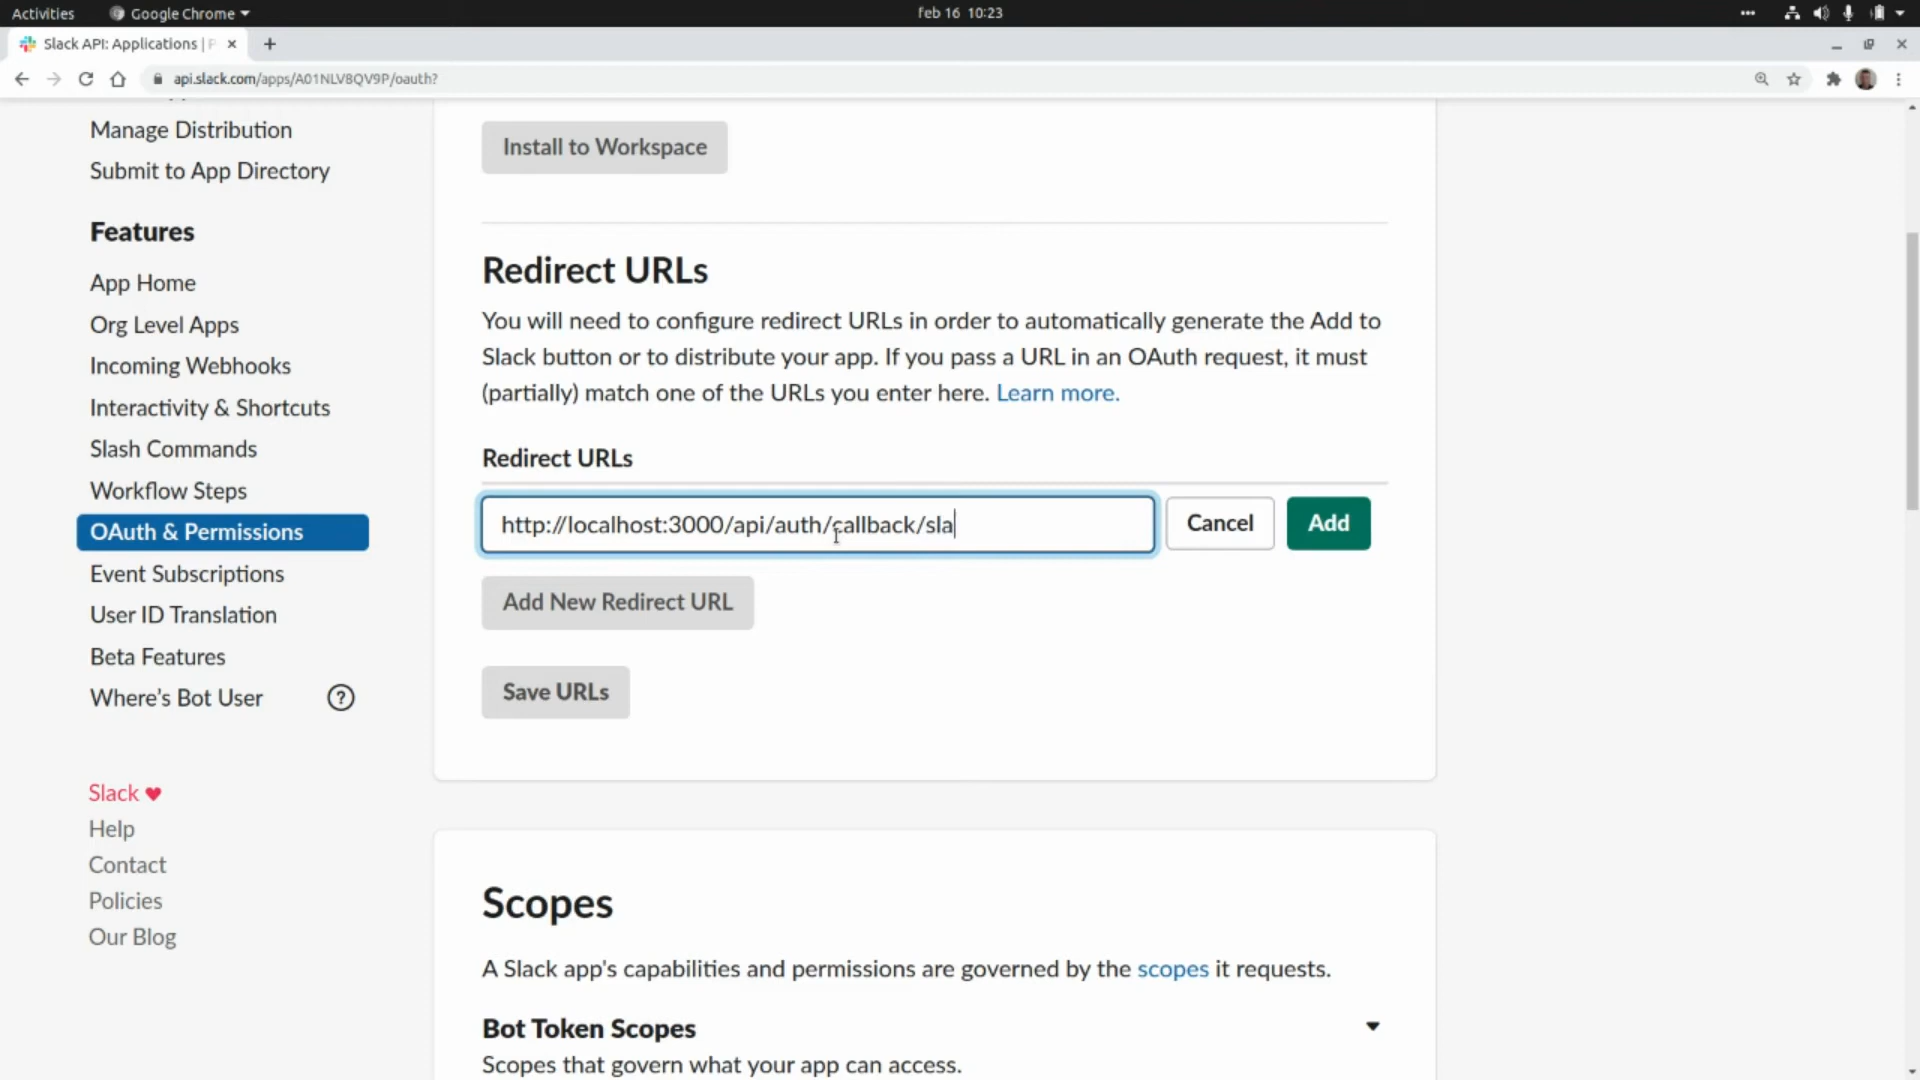 Activities
Google Chrome
feb 16 10:23
Slack API: Applications | P
api.slack.com/apps/A01NLV8QV9P/oauth?
Manage Distribution
Submit to App Directory
Features
App Home
Org Level Apps
Incoming Webhooks
Interactivity & Shortcuts
Slash Commands
Workflow Steps
OAuth & Permissions
Event Subscriptions
User ID Translation
Beta Features
Where’s Bot User
?
Slack ♥
Help
Contact
Policies
Our Blog
Install to Workspace
Redirect URLs
You will need to configure redirect URLs in order to automatically generate the Add to
Slack button or to distribute your app. If you pass a URL in an OAuth request, it must
(partially) match one of the URLs you enter here. Learn more.
Redirect URLs
http://localhost:3000/api/auth/callback/sla
Cancel
Add
Add New Redirect URL
Save URLs
Scopes
A Slack app's capabilities and permissions are governed by the scopes it requests.
Bot Token Scopes
Scopes that govern what your app can access.